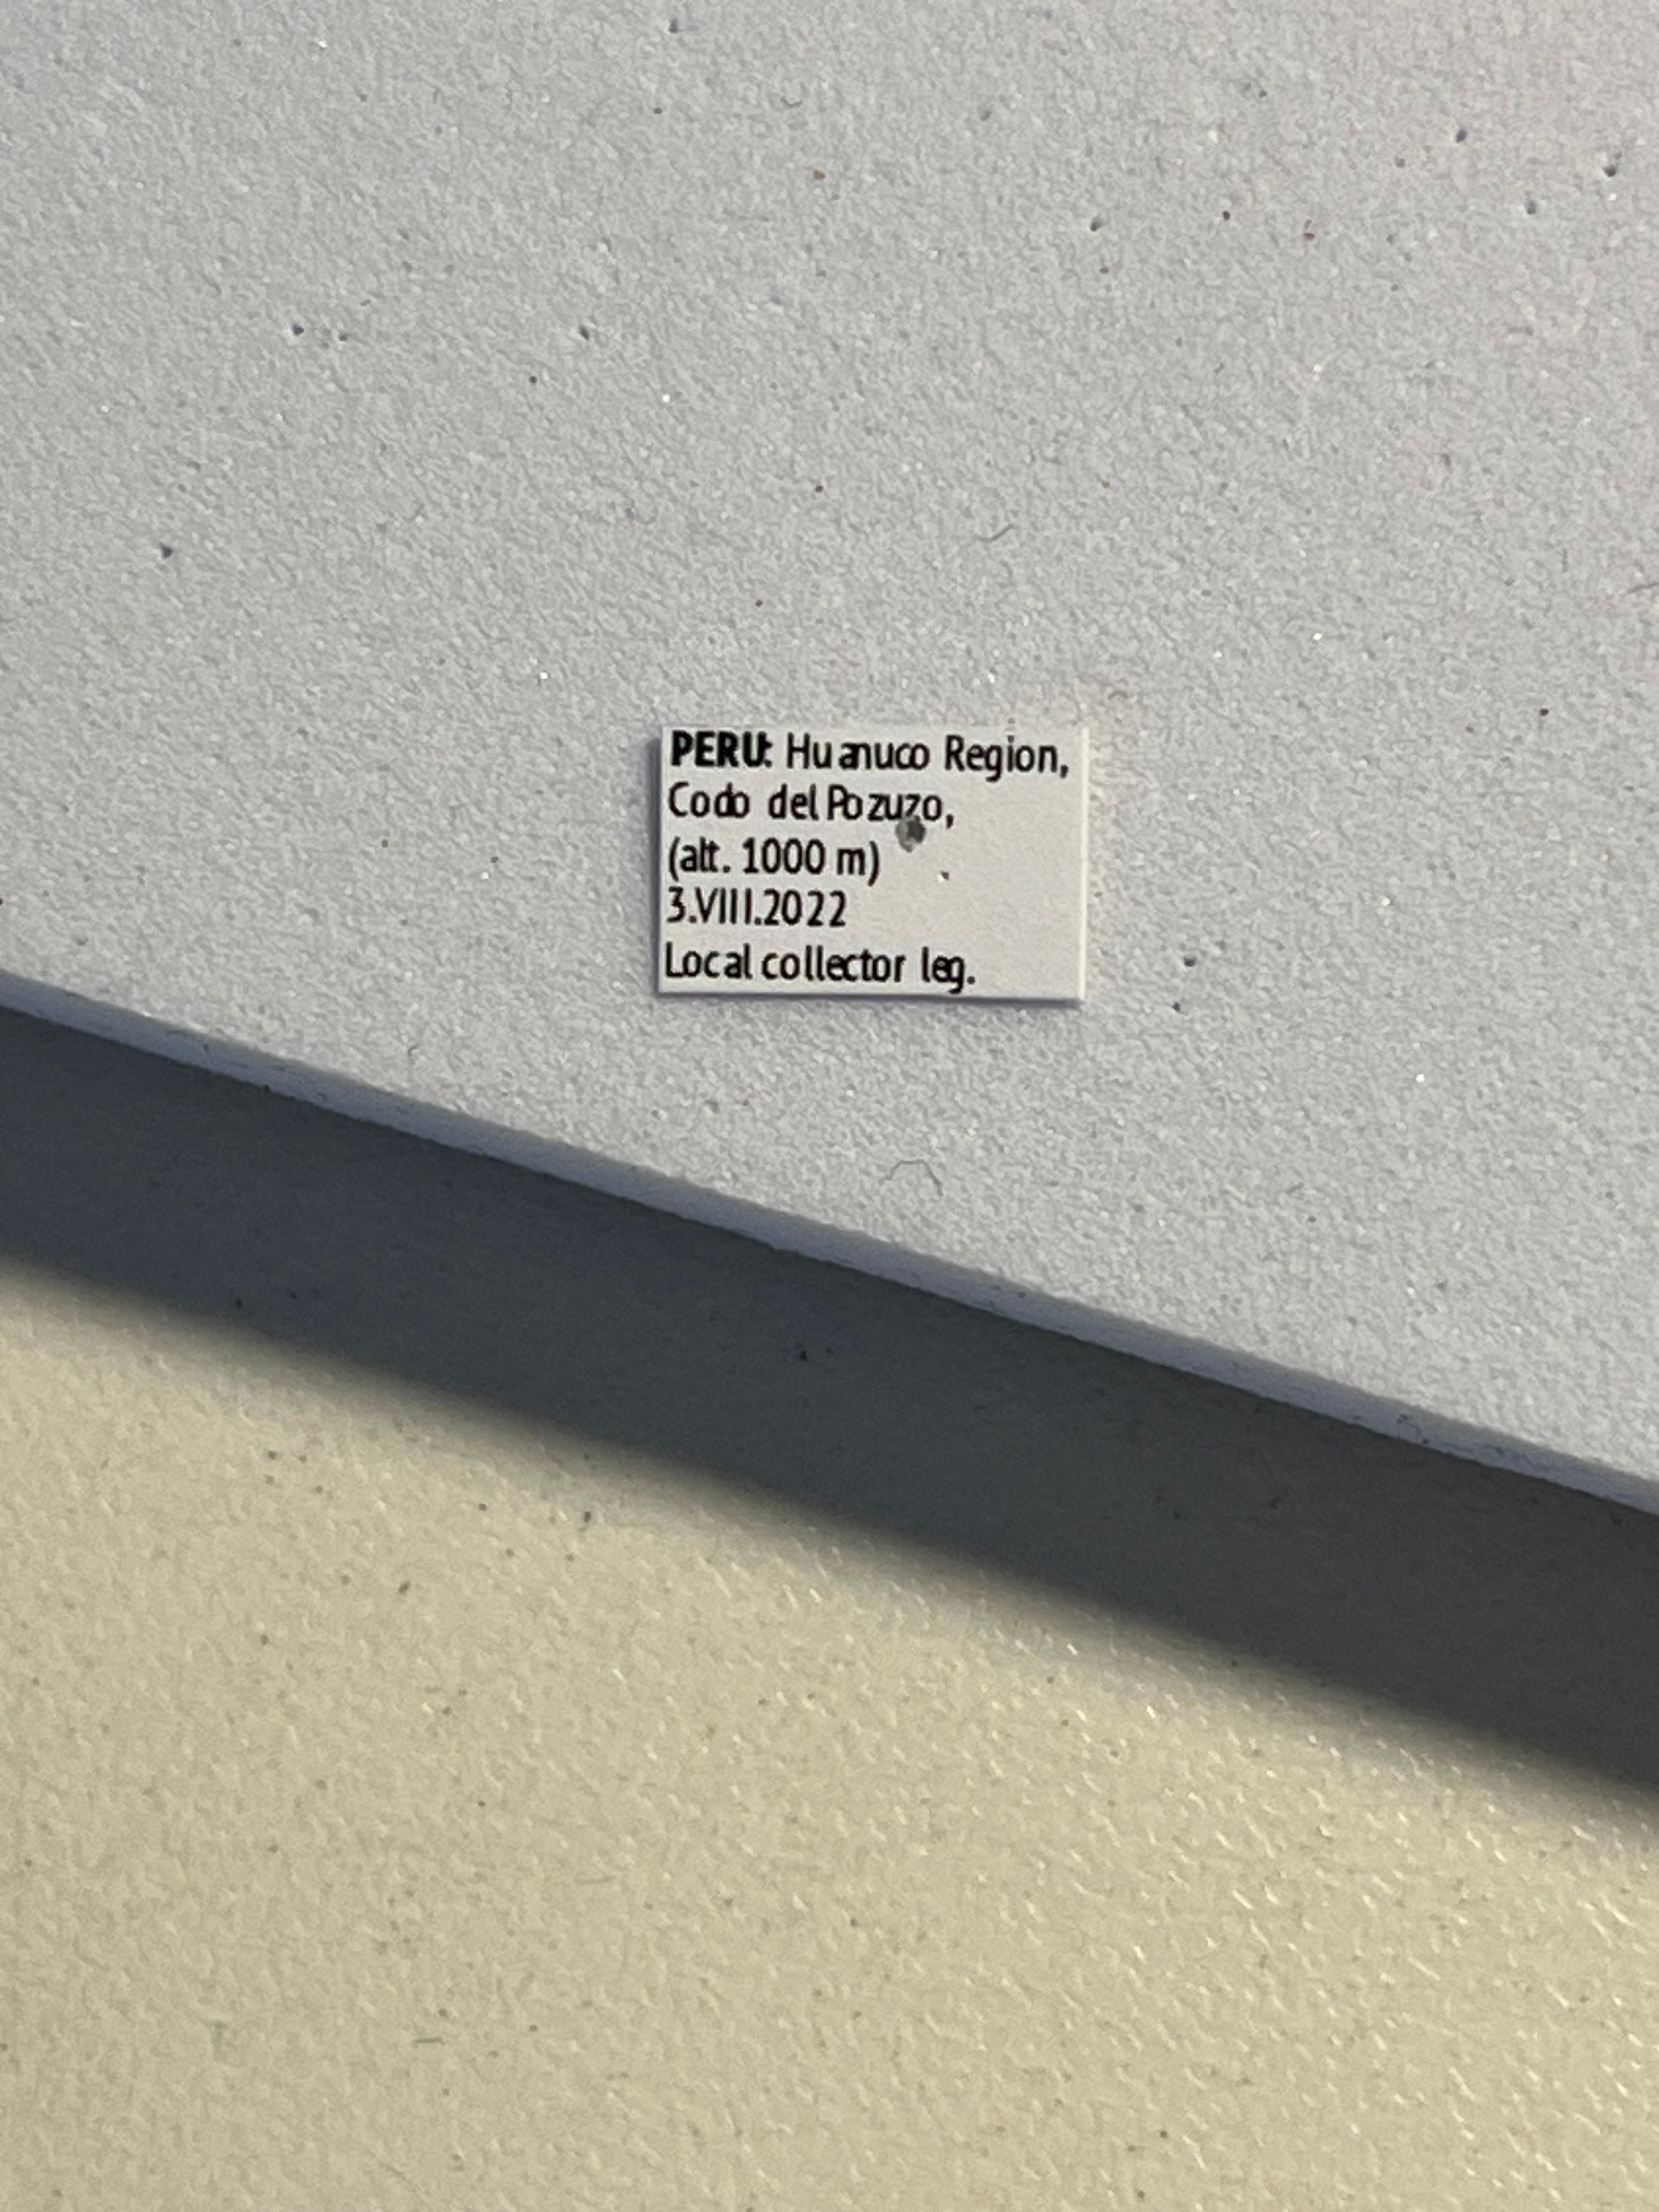 PERU: Huanuco Region,
Codo del Pozuzo,
(alt. 1000 m)
3.VIII.2022
Local collector leg.